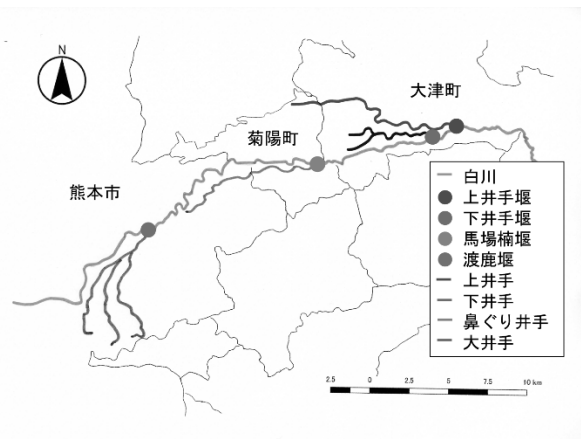 N
大津町
菊陽町
熊本市
白川
上井手堰
下井手堰
馬場楠堰
渡鹿堰
上井手
下井手
鼻ぐり井手
大井手
2.5 0 2.5 5 7.5 10 km